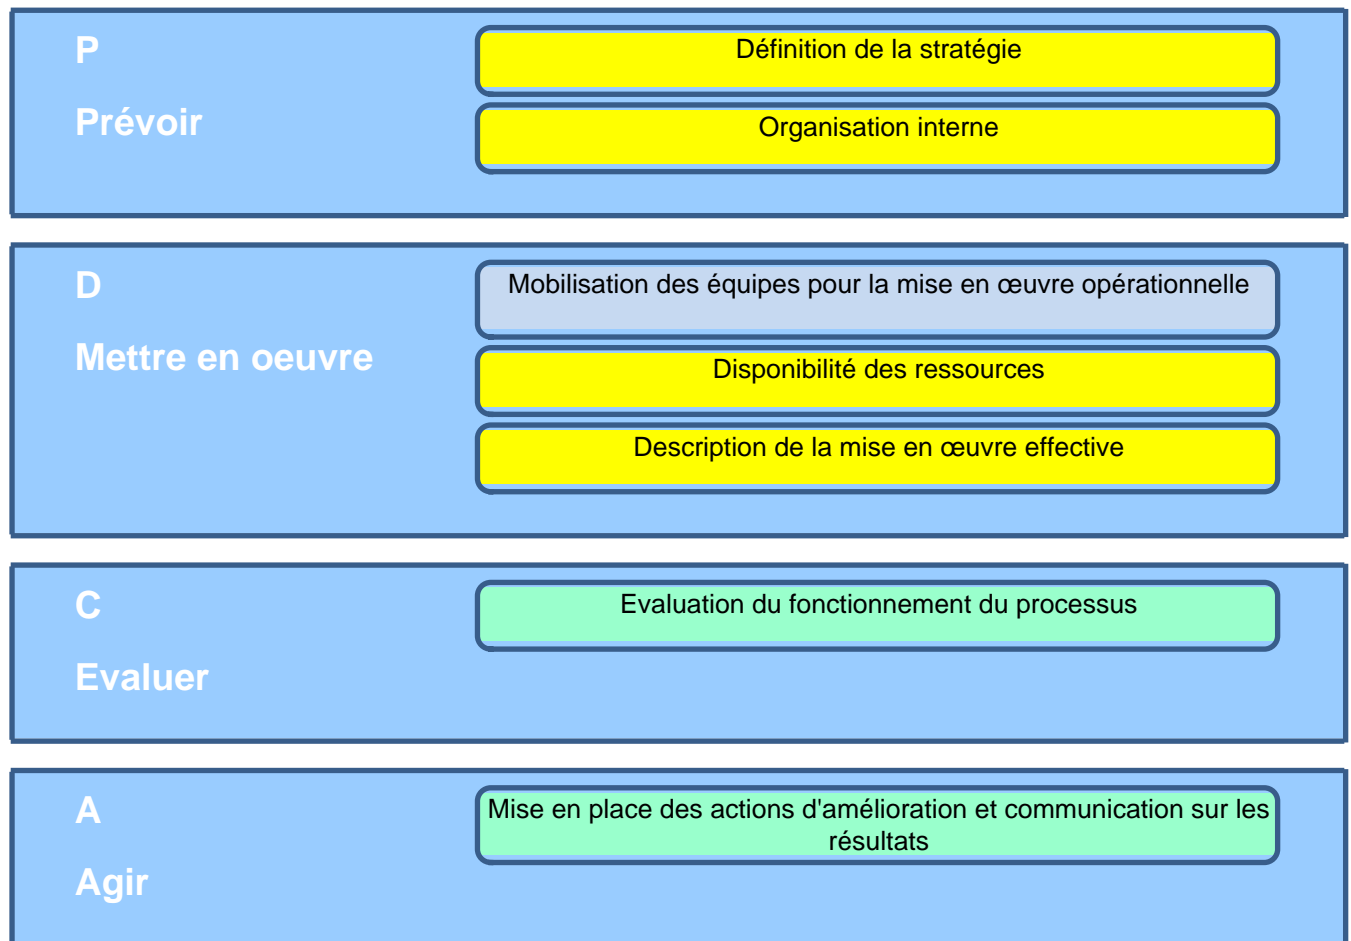 P
Définition de la stratégie
Prévoir
Organisation interne
D
Mobilisation des équipes pour la mise en œuvre opérationnelle
Mettre en oeuvre
Disponibilité des ressources
Description de la mise en œuvre effective
C
Evaluation du fonctionnement du processus
Evaluer
A
Mise en place des actions d'amélioration et communication sur les
résultats
Agir